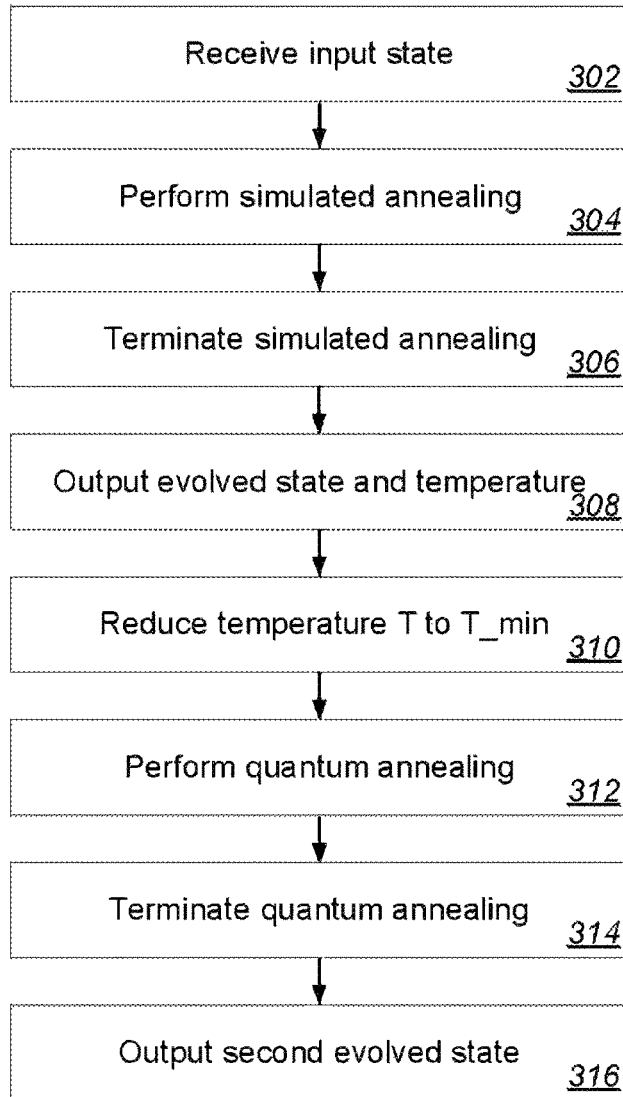 Receive input state
302
Perform simulated annealing
304
Terminate simulated annealing
306
Output evolved state and temperature
308
Reduce temperature T to T_min
310
Perform quantum annealing
312
Terminate quantum annealing
314
Output second evolved state
316